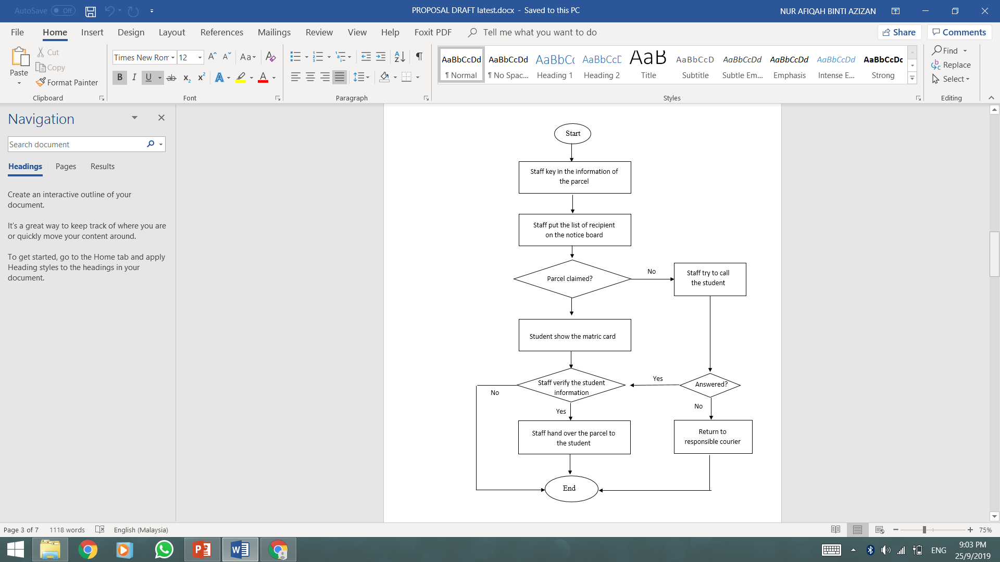 AutoSave Off
PROPOSAL DRAFT latest.docx - Saved to this PC
NUR AFIQAH BINTI AZIZAN
File Home Insert Design Layout References Mailings Review View Help Foxit PDF Tell me what you want to do Share Comments
Paste
Cut
Copy
Format Painter
Clipboard
Times New Ron 12
Font
Paragraph
AaBbCcDd AaBbCcDd AaBbCc AaBbCcD AaB AaBbCcD AaBbCcDd AaBbCcDd AaBbCcDd AaBbCcDc
¶ Normal ¶ No Spac... Heading 1 Heading 2 Title Subtitle Subtle Em... Emphasis Intense E... Strong
Styles
Find
Replace
Select
Editing
Navigation
Search document
Headings Pages Results
Create an interactive outline of your
document.
It's a great way to keep track of where you are
or quickly move your content around.
To get started, go to the Home tab and apply
Heading styles to the headings in your
document.
Start
Staff key in the information of
the parcel
Staff put the list of recipient
on the notice board
Parcel claimed?
No
Staff try to call
the student
Student show the matric card
Staff verify the student
information
Yes
Answered?
No
No
Yes
Staff hand over the parcel to
the student
Return to
responsible courier
End
Page 3 of 7 1118 words English (Malaysia) 75%
ENG
9:03 PM
25/9/2019